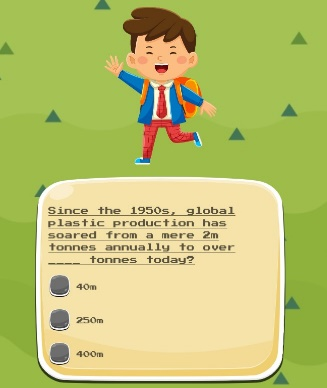 Since the 1950s, global
plastic production has
soared from a mere 2m
tonnes annually to over
____ tonnes today?
40m
250m
400m